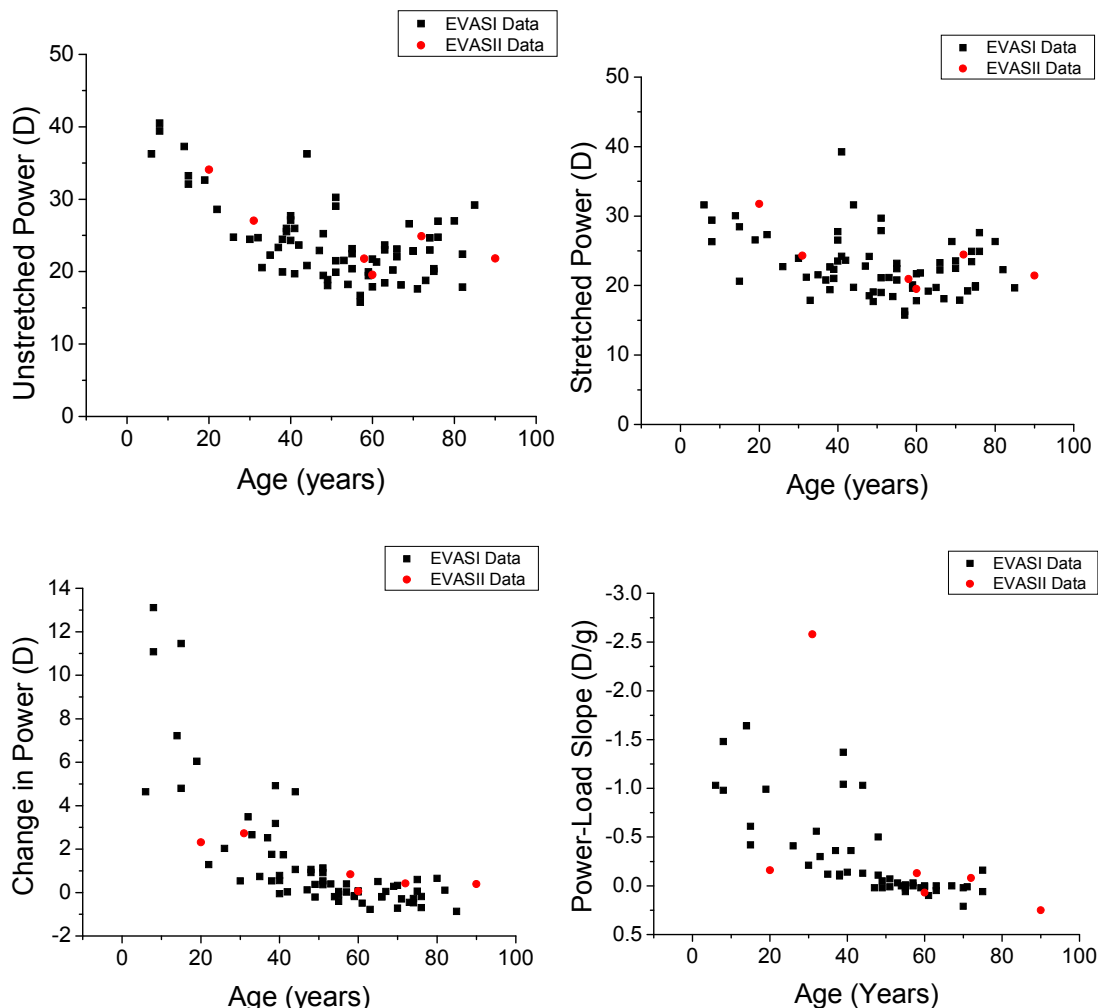 EVASI Data
EVASII Data
50
40
30
20
10
0
Unstretched Power (D)
0 20 40 60 80 100
Age (years)
EVASI Data
EVASII Data
50
40
30
20
10
0
Stretched Power (D)
0 20 40 60 80 100
Age (years)
EVASI Data
EVASII Data
14
12
10
8
6
4
2
0
-2
Change in Power (D)
0 20 40 60 80 100
Age (years)
EVASI Data
EVASII Data
-3.0
-2.5
-2.0
-1.5
-1.0
-0.5
0.0
0.5
Power-Load Slope (D/g)
0 20 40 60 80 100
Age (Years)